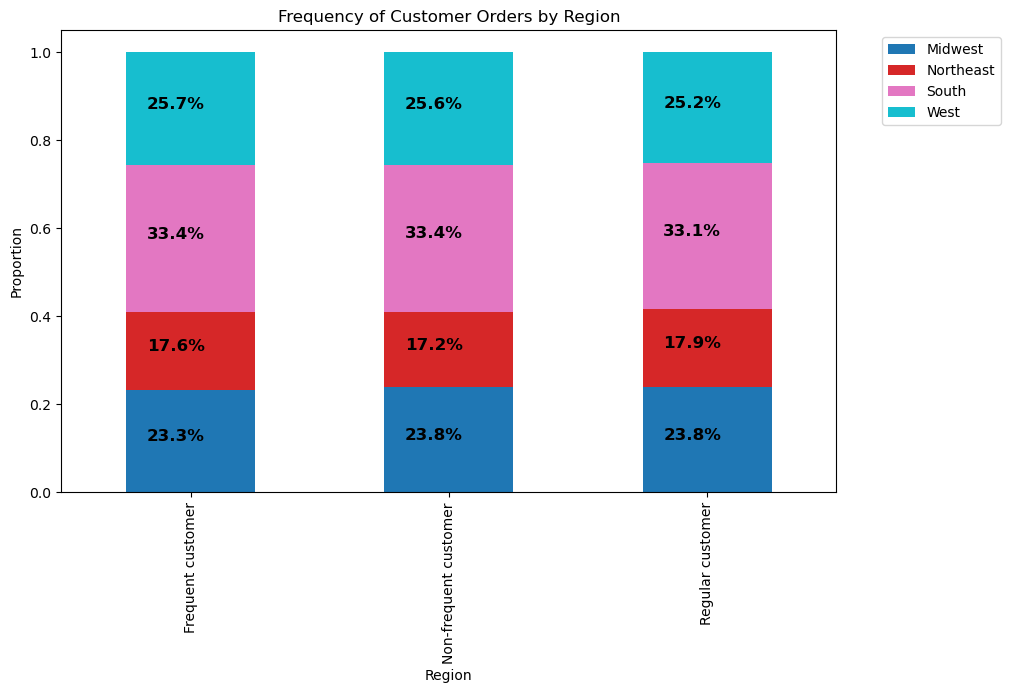 Frequency of Customer Orders by Region
Midwest
Northeast
South
West
Proportion
1.0
0.8
0.6
0.4
0.2
0.0
25.7%
25.6%
25.2%
33.4%
33.4%
33.1%
17.6%
17.2%
17.9%
23.3%
23.8%
23.8%
Frequent customer
Non-frequent customer
Regular customer
Region